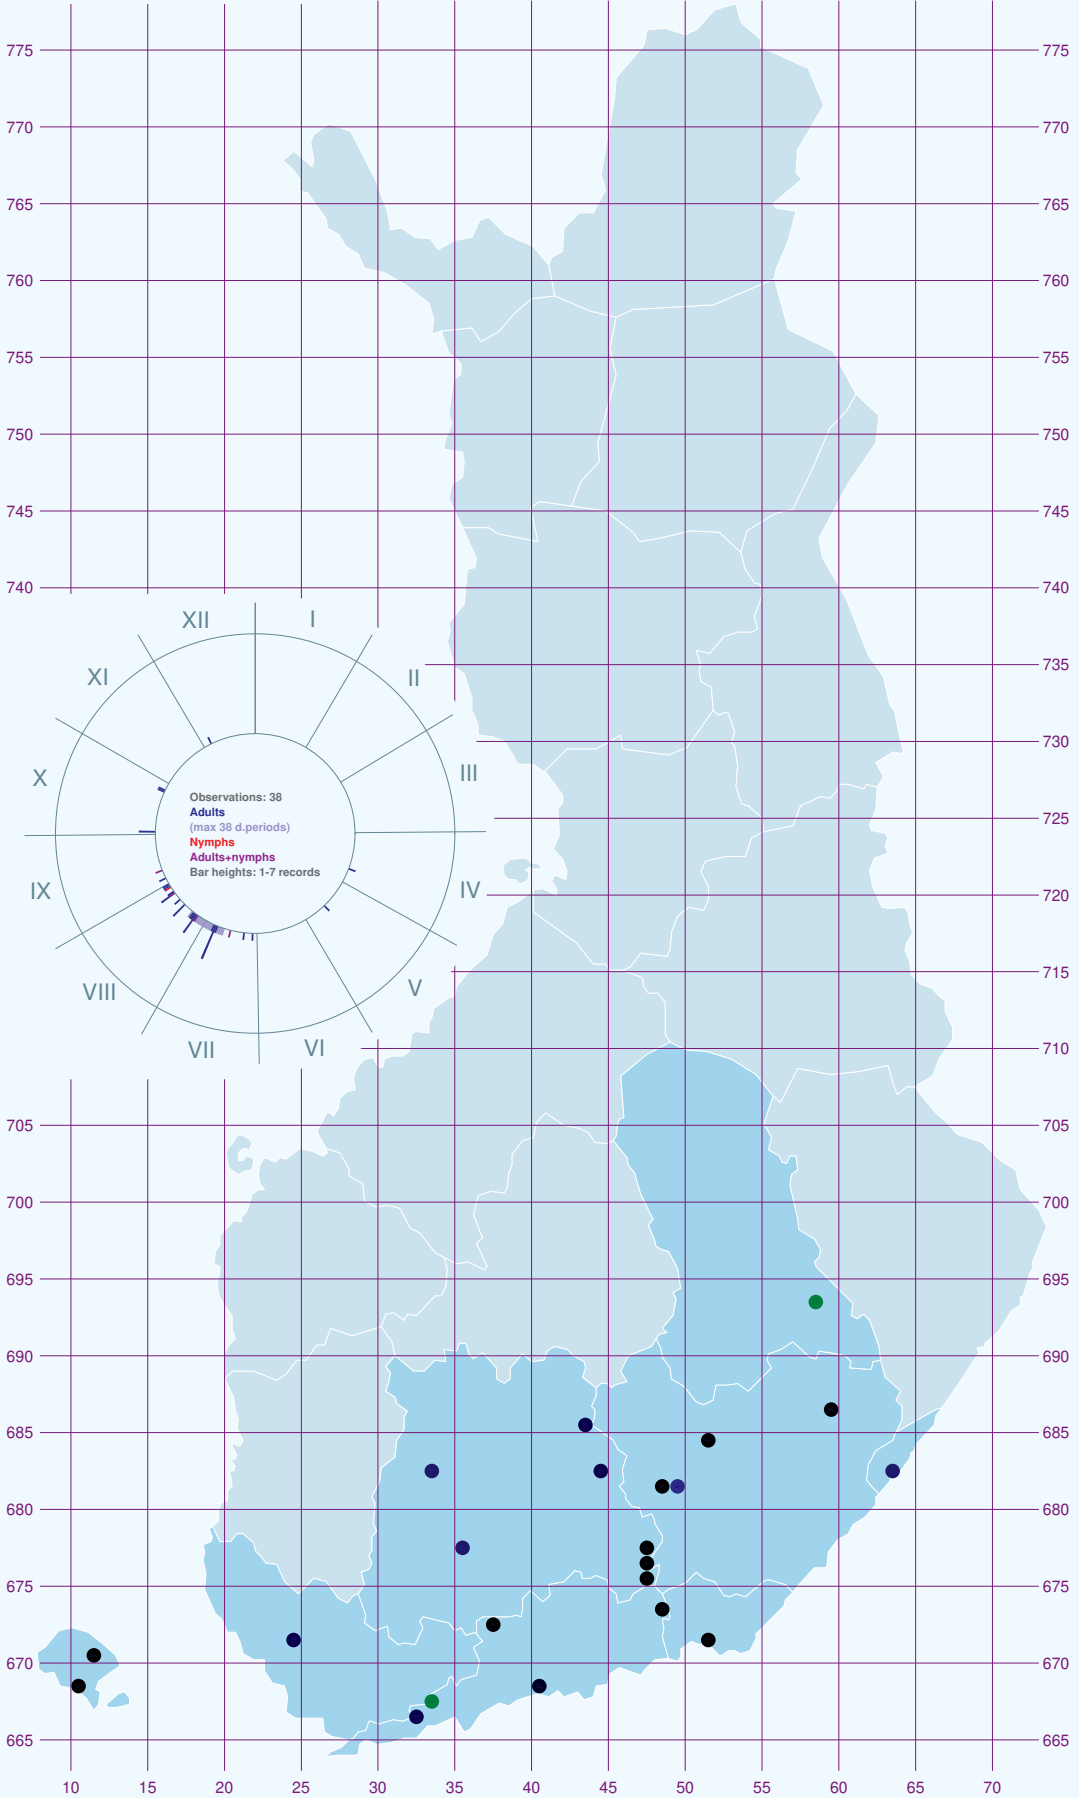 775 775
770 770
765 765
760 760
755 755
750 750
745 745
740 740
XII I
735 735
XI II
730 730
X III
Observations: 38
Adults
(max 38 d.periods)
Nymphs
Adults+nymphs
Bar heights: 1-7 records
725 
720
IX IV
715
VIII V
VII VI
710
705 705
700 700
695 695
690 690
685 685
680 680
675 675
670 670
665 665
10 15 20 25 30 35 40 45 50 55 60 65 70